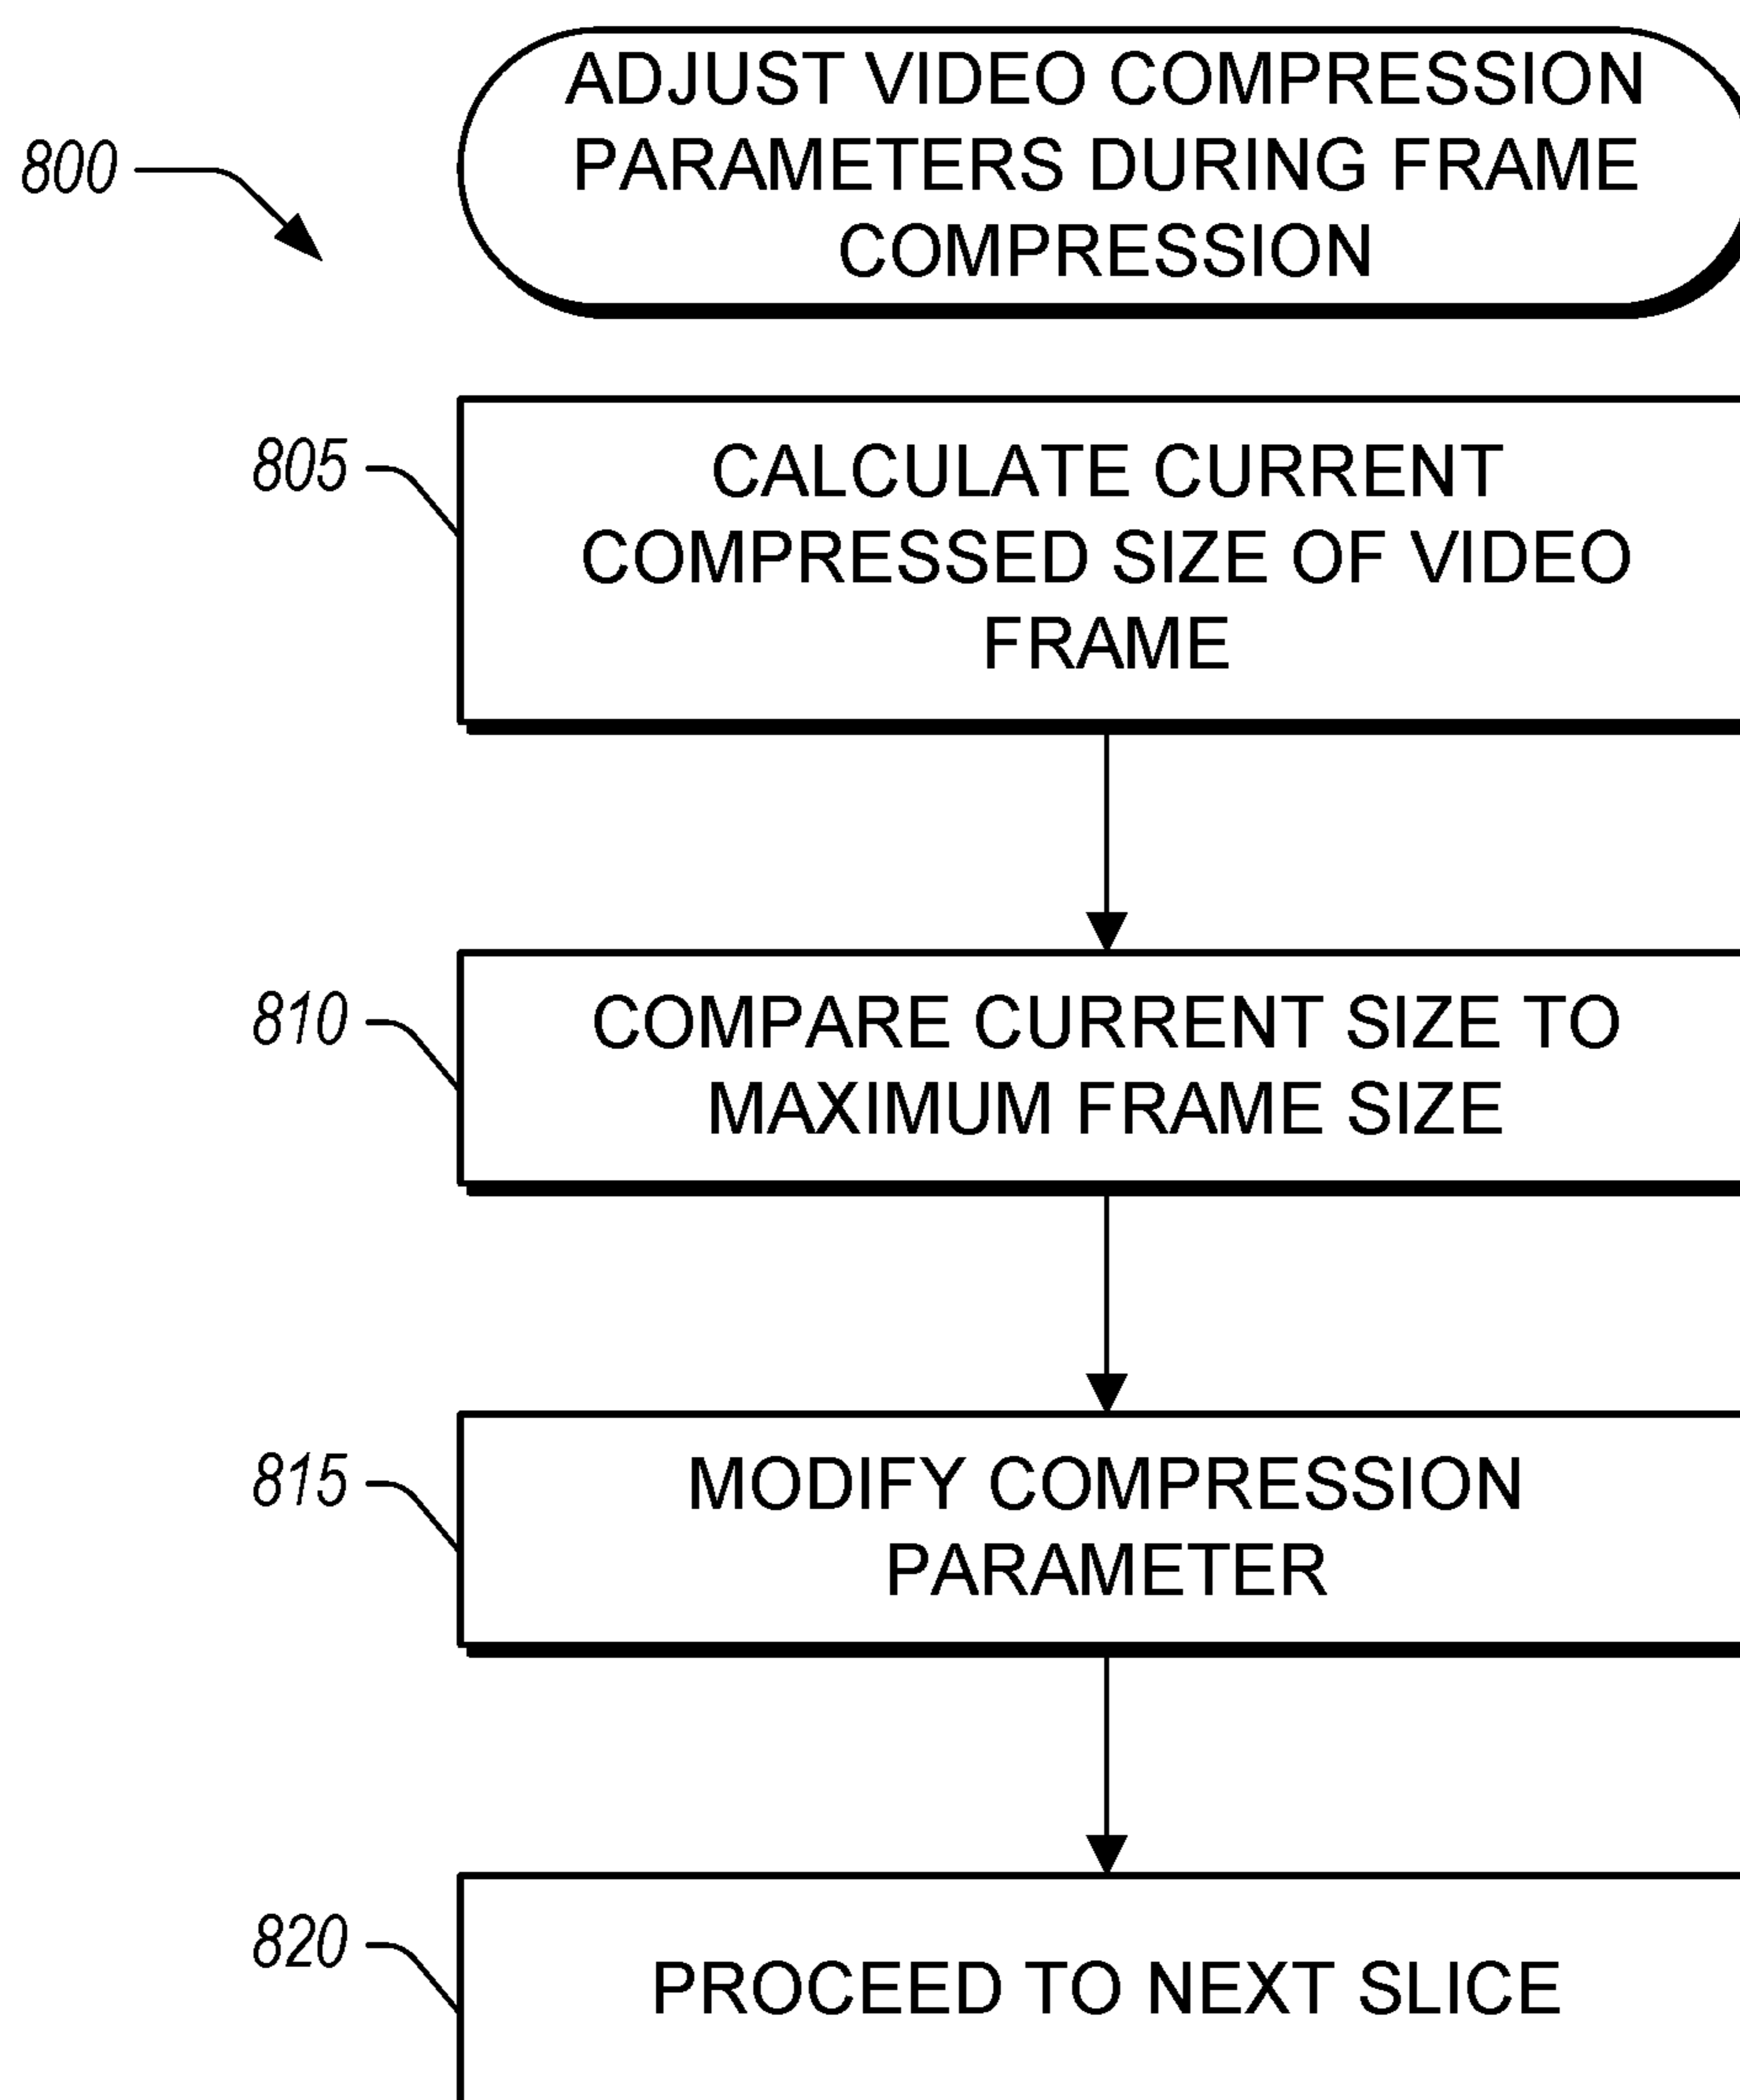 800
ADJUST VIDEO COMPRESSION
PARAMETERS DURING FRAME
COMPRESSION
805
CALCULATE CURRENT
COMPRESSED SIZE OF VIDEO
FRAME
810
COMPARE CURRENT SIZE TO
MAXIMUM FRAME SIZE
815
MODIFY COMPRESSION
PARAMETER
820
PROCEED TO NEXT SLICE